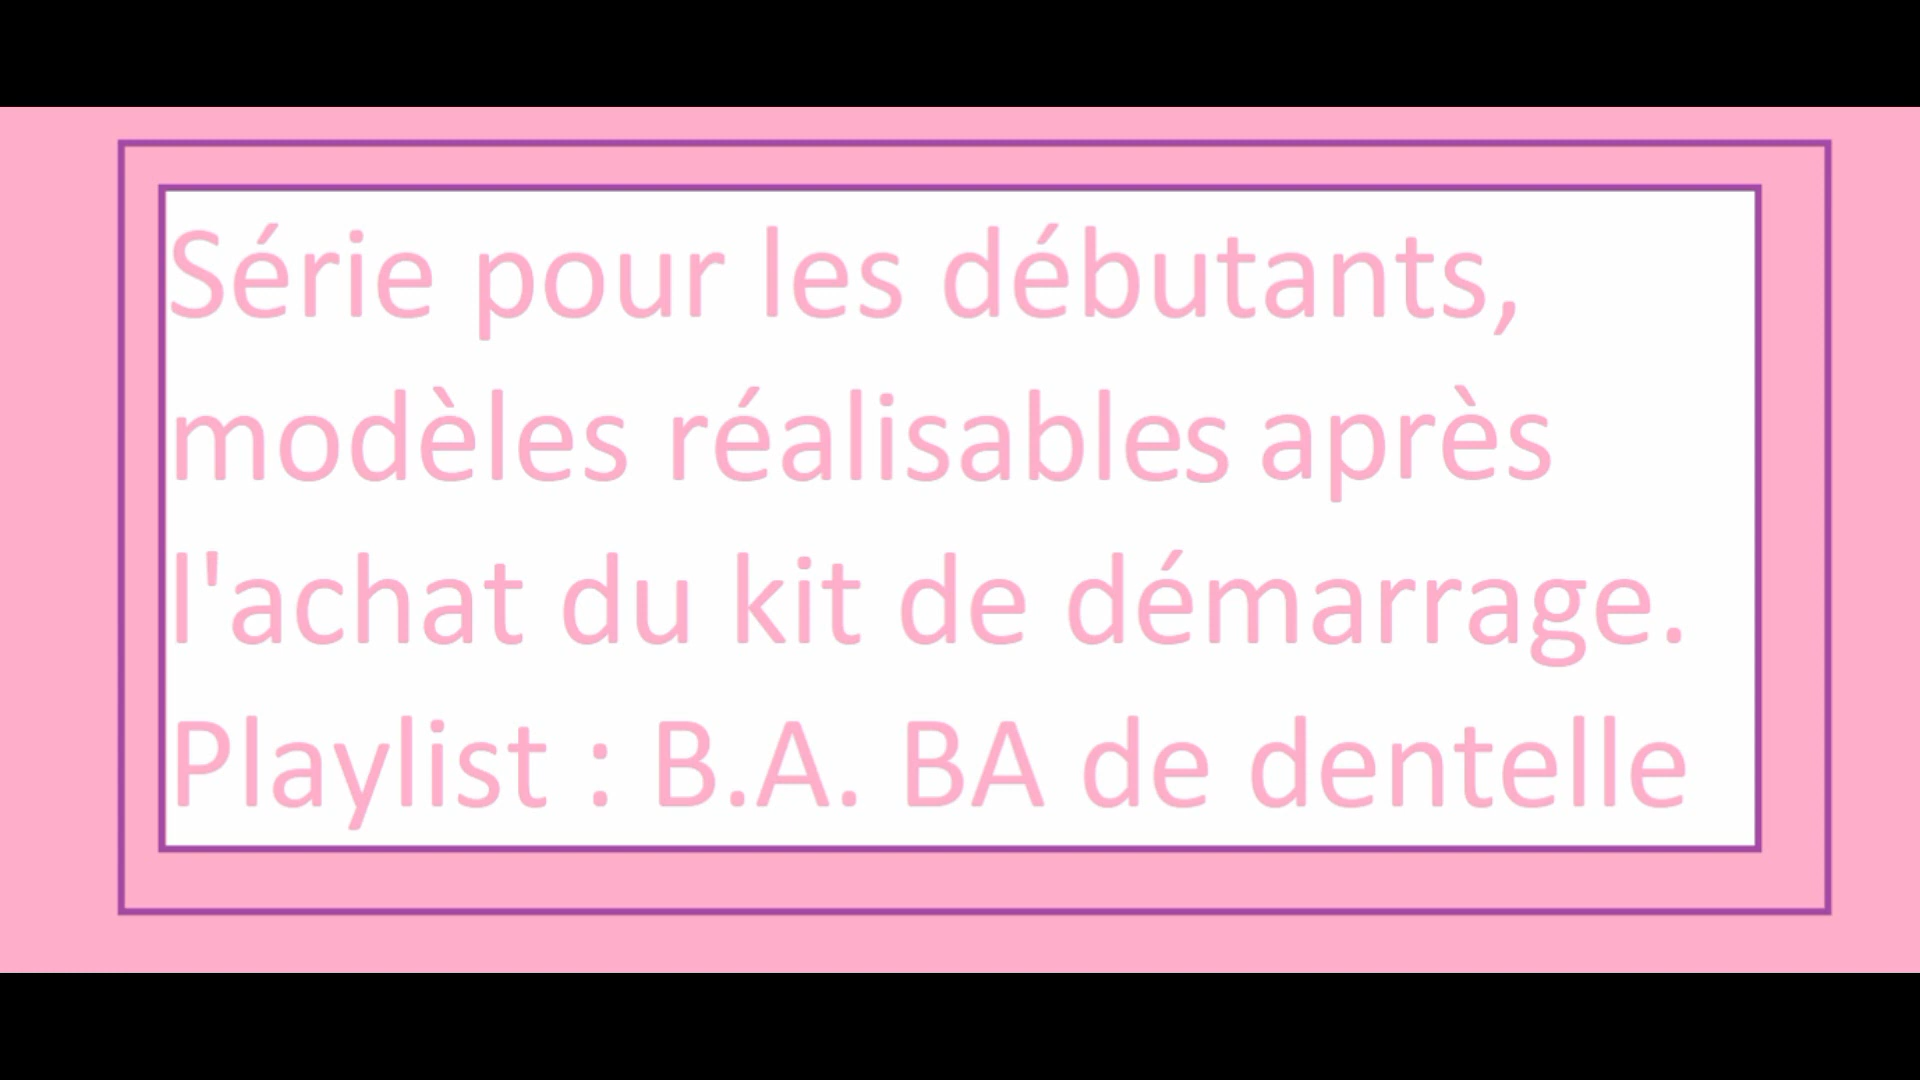 Série pour les débutants,
modèles réalisables après
l'achat du kit de démarrage.
Playlist : B.A. BA de dentelle